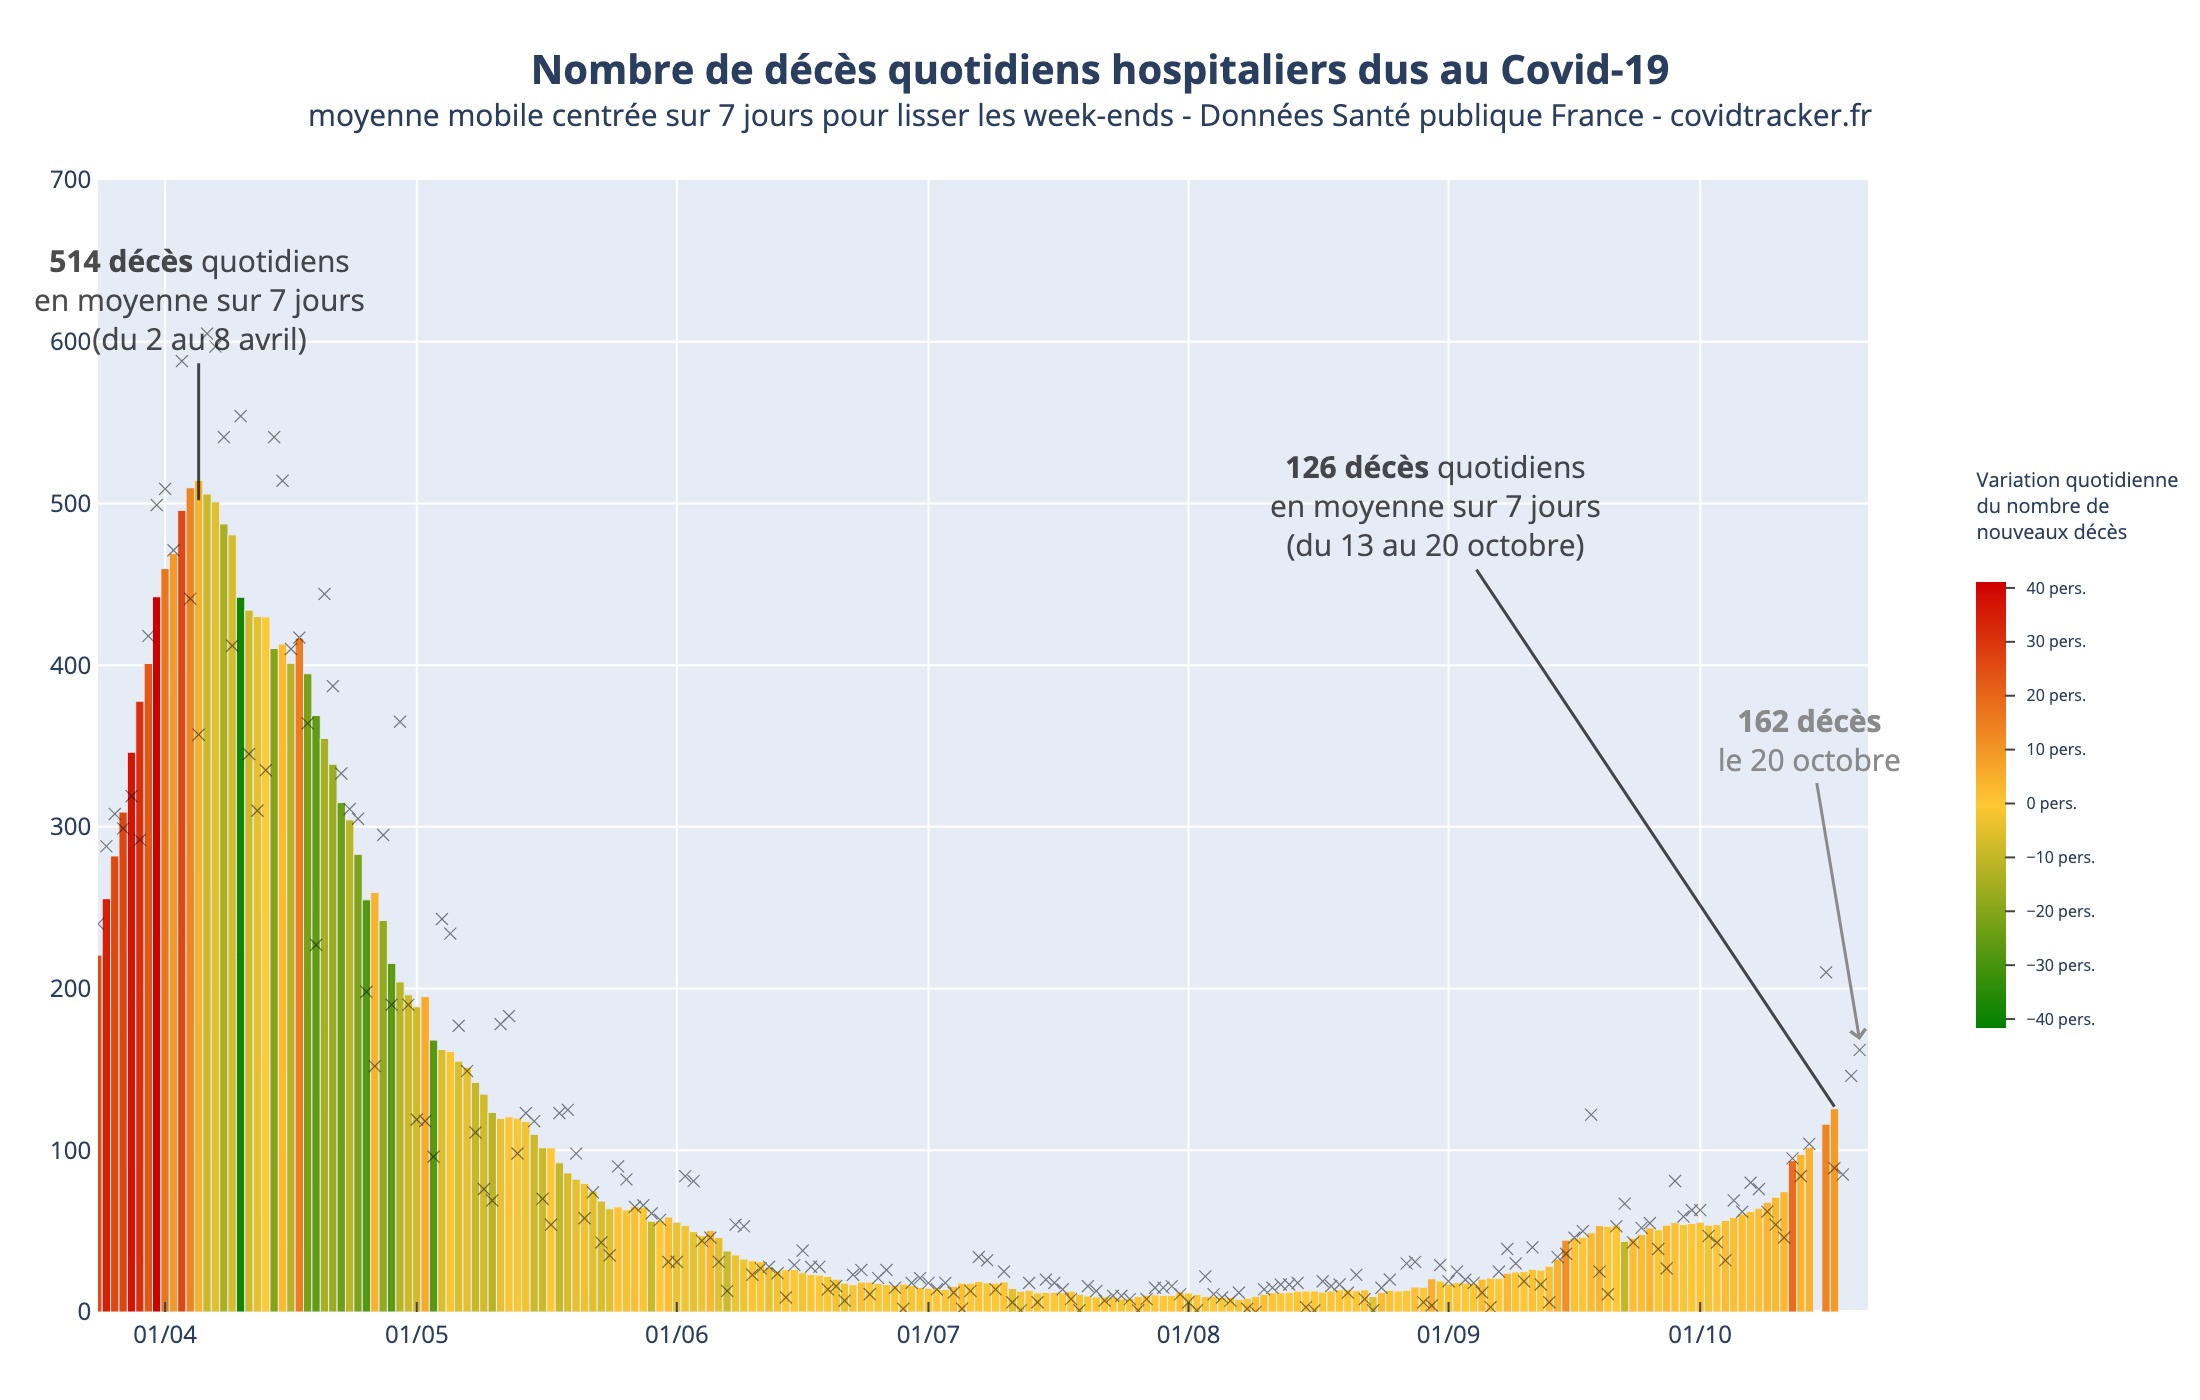 Nombre de décès quotidiens hospitaliers dus au Covid-19
moyenne mobile centrée sur 7 jours pour lisser les week-ends - Données Santé publique France - covidtracker.fr
700
600
500
400
300
200
100
0
514 décès quotidiens
en moyenne sur 7 jours
(du 2 au 8 avril)
126 décès quotidiens
en moyenne sur 7 jours
(du 13 au 20 octobre)
162 décès
le 20 octobre
01/04
01/05
01/06
01/07
01/08
01/09
01/10
Variation quotidienne
du nombre de
nouveaux décès
40 pers.
30 pers.
20 pers.
10 pers.
0 pers.
−10 pers.
−20 pers.
−30 pers.
−40 pers.